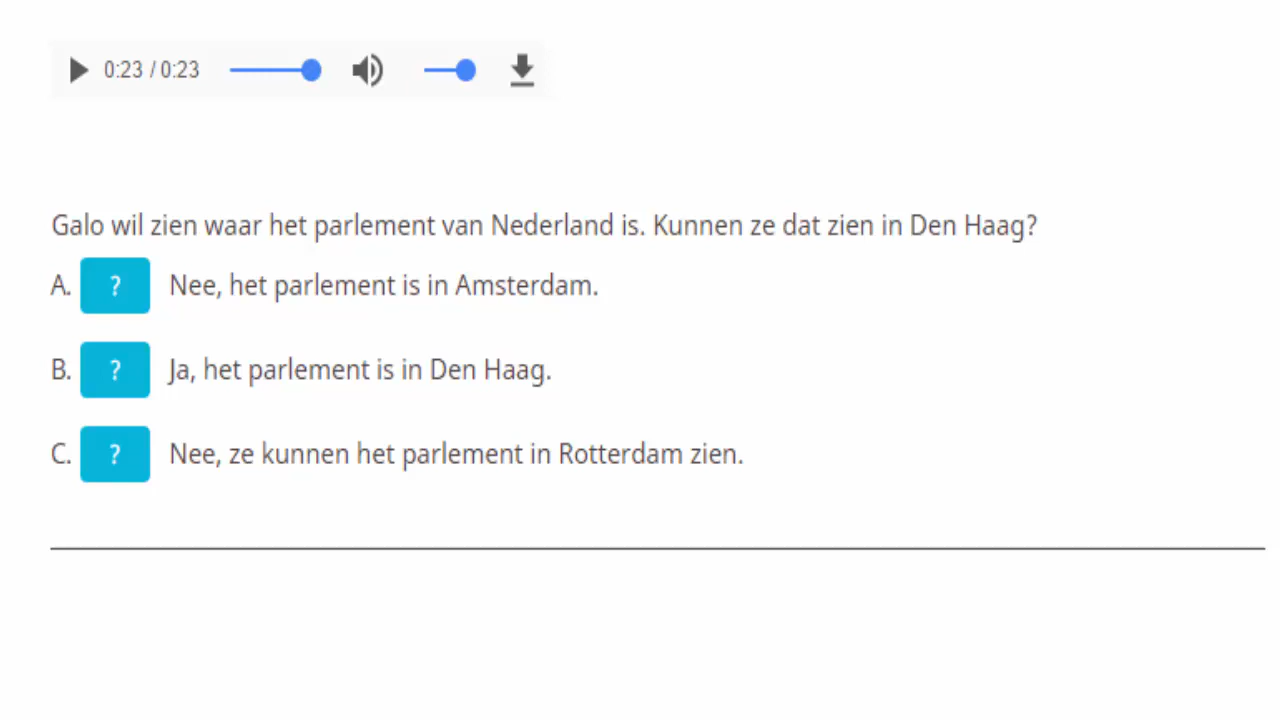 0:23 / 0:23
Galo wil zien waar het parlement van Nederland is. Kunnen ze dat zien in Den Haag?
A. ? Nee, het parlement is in Amsterdam.
B. ? Ja, het parlement is in Den Haag.
C. ? Nee, ze kunnen het parlement in Rotterdam zien.